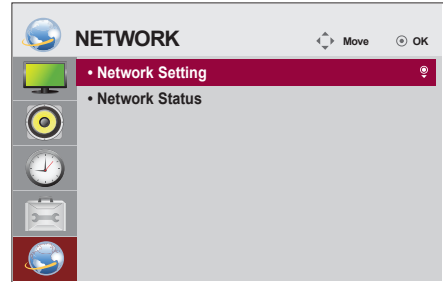 NETWORK
Move
OK
• Network Setting
• Network Status